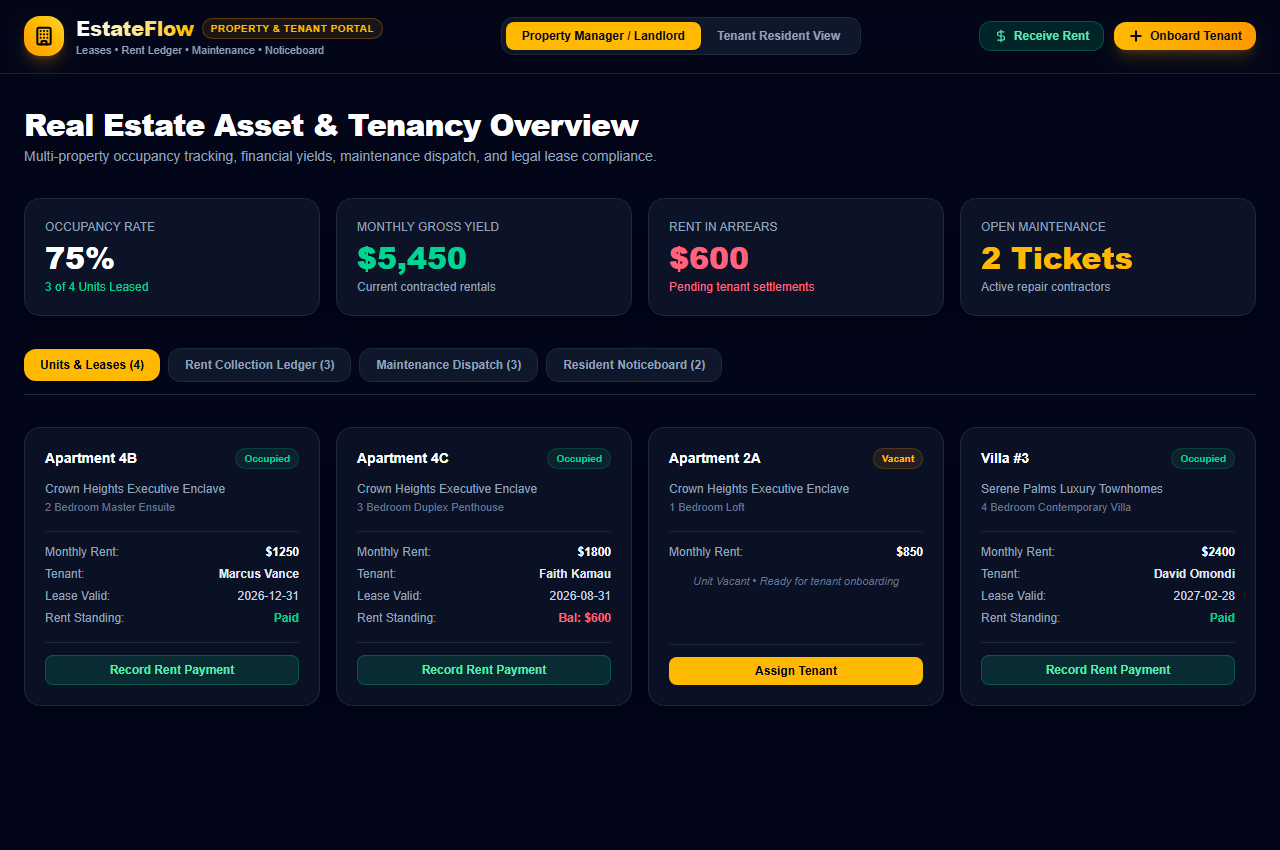 EstateFlow PROPERTY & TENANT PORTAL
Leases • Rent Ledger • Maintenance • Noticeboard
Property Manager / Landlord
Tenant Resident View
Receive Rent
Onboard Tenant
Real Estate Asset & Tenancy Overview
Multi-property occupancy tracking, financial yields, maintenance dispatch, and legal lease compliance.
OCCUPANCY RATE
75%
3 of 4 Units Leased
MONTHLY GROSS YIELD
$5,450
Current contracted rentals
RENT IN ARREARS
$600
Pending tenant settlements
OPEN MAINTENANCE
2 Tickets
Active repair contractors
Units & Leases (4)
Rent Collection Ledger (3)
Maintenance Dispatch (3)
Resident Noticeboard (2)
Apartment 4B Occupied
Crown Heights Executive Enclave
2 Bedroom Master Ensuite
Monthly Rent: $1250
Tenant: Marcus Vance
Lease Valid: 2026-12-31
Rent Standing: Paid
Record Rent Payment
Apartment 4C Occupied
Crown Heights Executive Enclave
3 Bedroom Duplex Penthouse
Monthly Rent: $1800
Tenant: Faith Kamau
Lease Valid: 2026-08-31
Rent Standing: Bal: $600
Record Rent Payment
Apartment 2A Vacant
Crown Heights Executive Enclave
1 Bedroom Loft
Monthly Rent: $850
Unit Vacant • Ready for tenant onboarding
Assign Tenant
Villa #3 Occupied
Serene Palms Luxury Townhomes
4 Bedroom Contemporary Villa
Monthly Rent: $2400
Tenant: David Omondi
Lease Valid: 2027-02-28
Rent Standing: Paid
Record Rent Payment